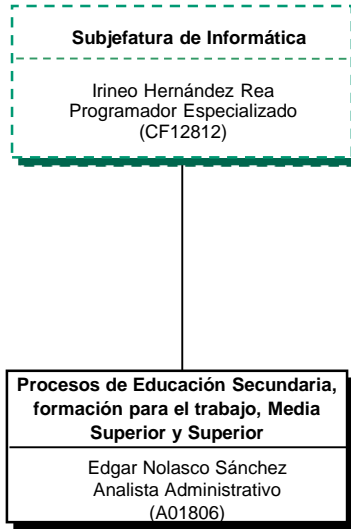 Subjefatura de Informática
Irineo Hernández Rea
Programador Especializado
(CF12812)
Procesos de Educación Secundaria,
formación para el trabajo, Media
Superior y Superior
Edgar Nolasco Sánchez
Analista Administrativo
(A01806)